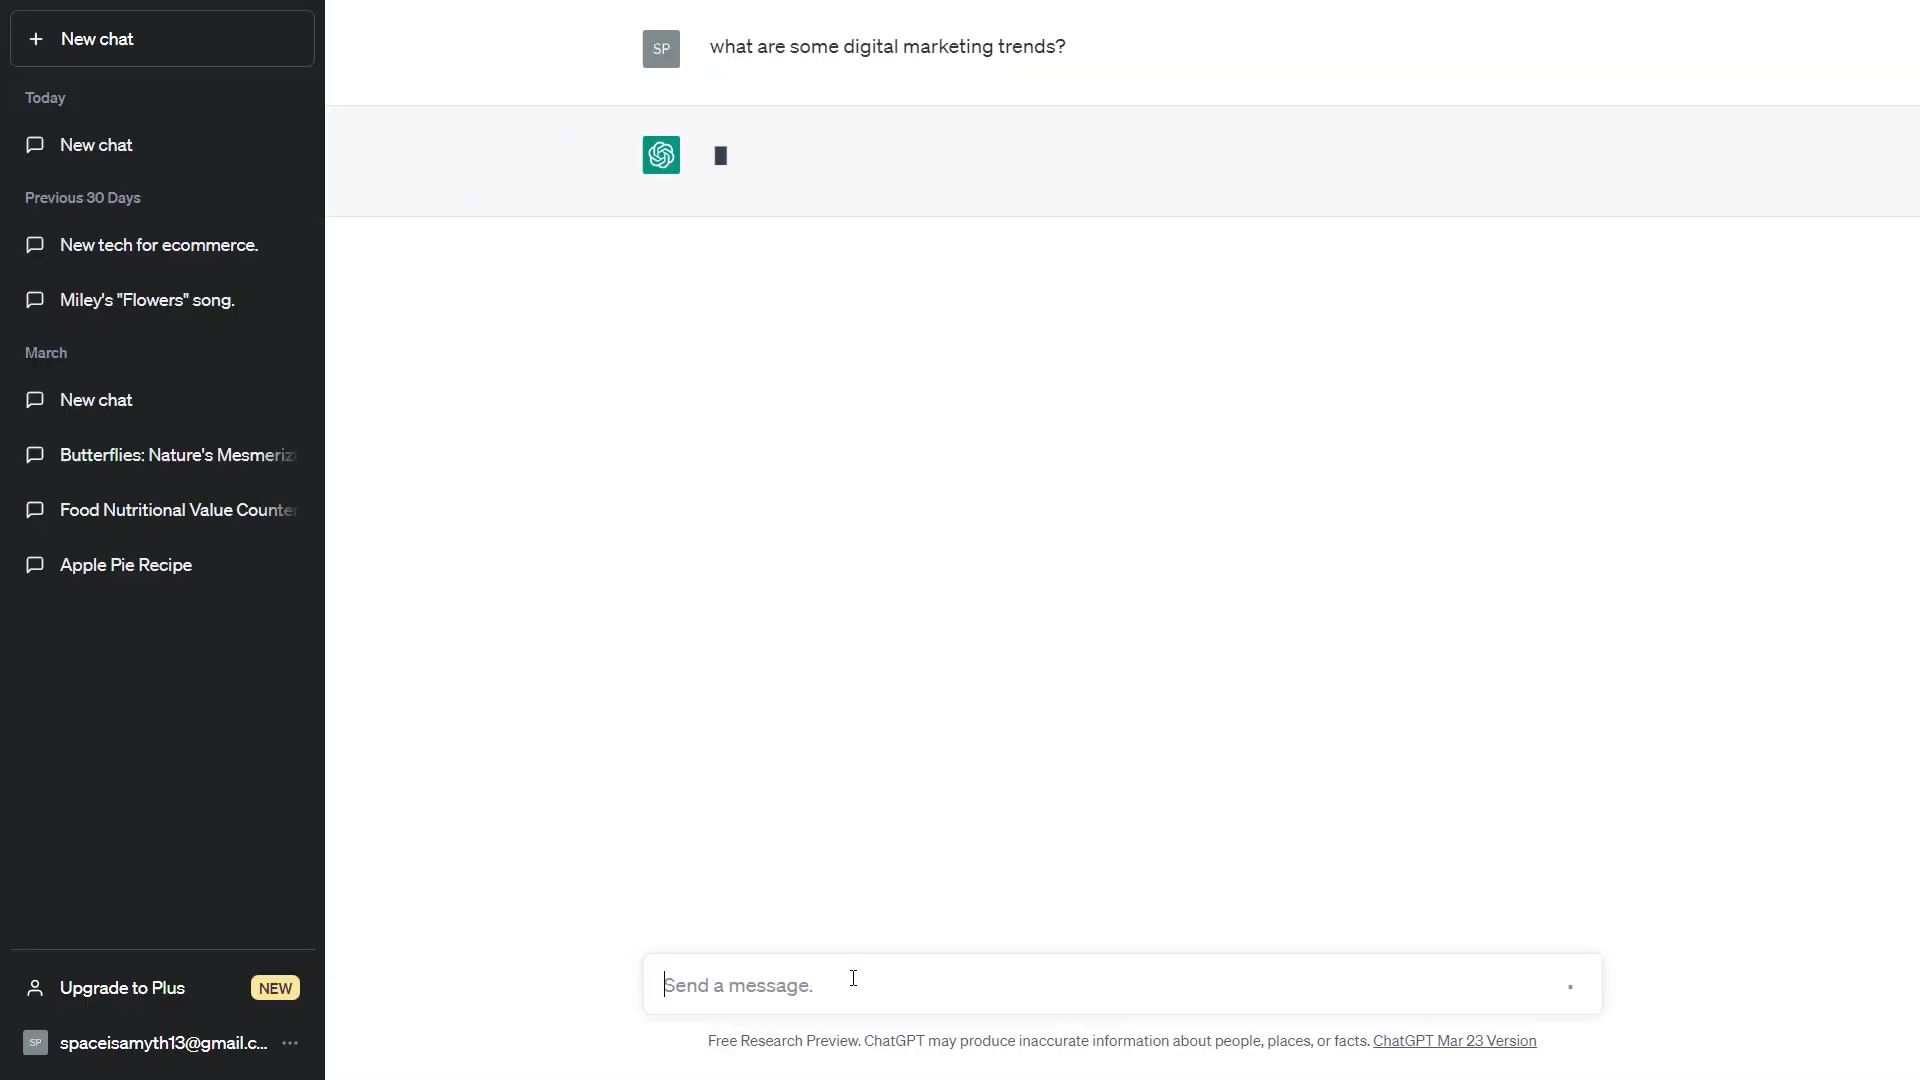 New chat
Today
New chat
Previous 30 Days
New tech for ecommerce.
Miley's "Flowers" song.
March
New chat
Butterflies: Nature's Mesmerizi
Food Nutritional Value Counter
Apple Pie Recipe
Upgrade to Plus NEW
SP spaceisamyth13@gmail.c...
SP what are some digital marketing trends?
Send a message.
Free Research Preview. ChatGPT may produce inaccurate information about people, places, or facts. ChatGPT Mar 23 Version